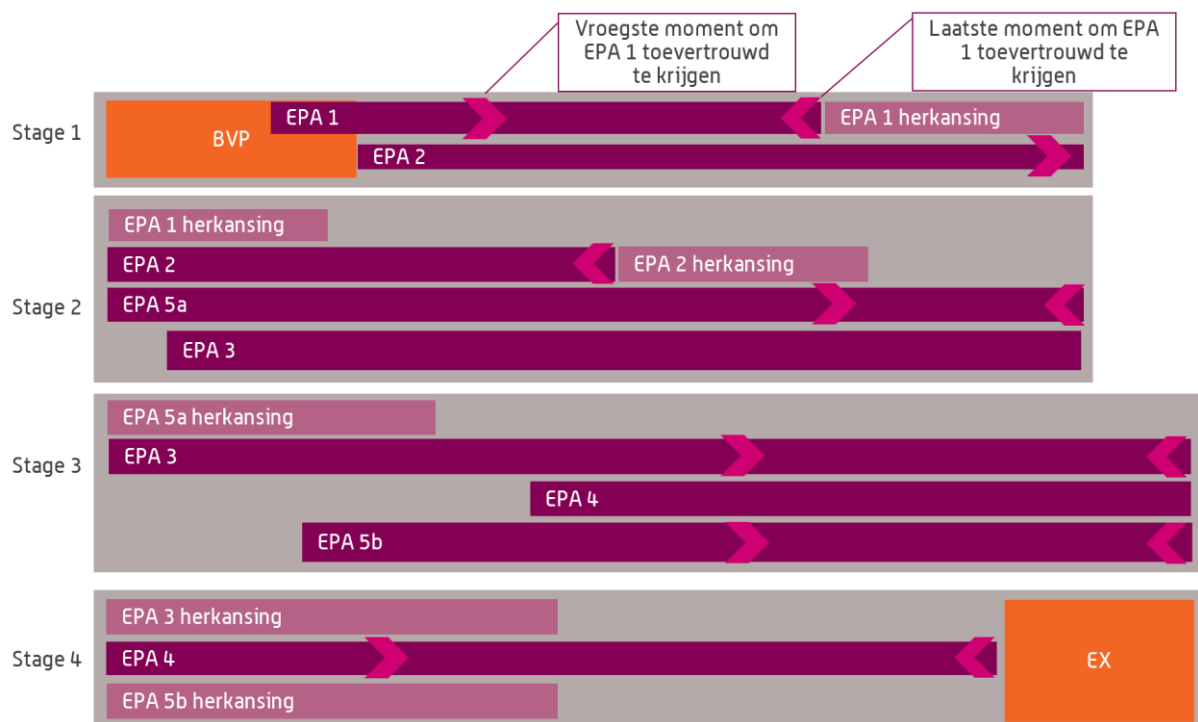 Vroegste moment om
EPA 1 toevertrouwd
te krijgen
Laatste moment om EPA
1 toevertrouwd te
krijgen
Stage 1
BVP
EPA 1
EPA 1 herkansing
EPA 2
Stage 2
EPA 1 herkansing
EPA 2
EPA 2 herkansing
EPA 5a
EPA 3
Stage 3
EPA 5a herkansing
EPA 3
EPA 4
EPA 5b
Stage 4
EPA 3 herkansing
EPA 4
EPA 5b herkansing
EX